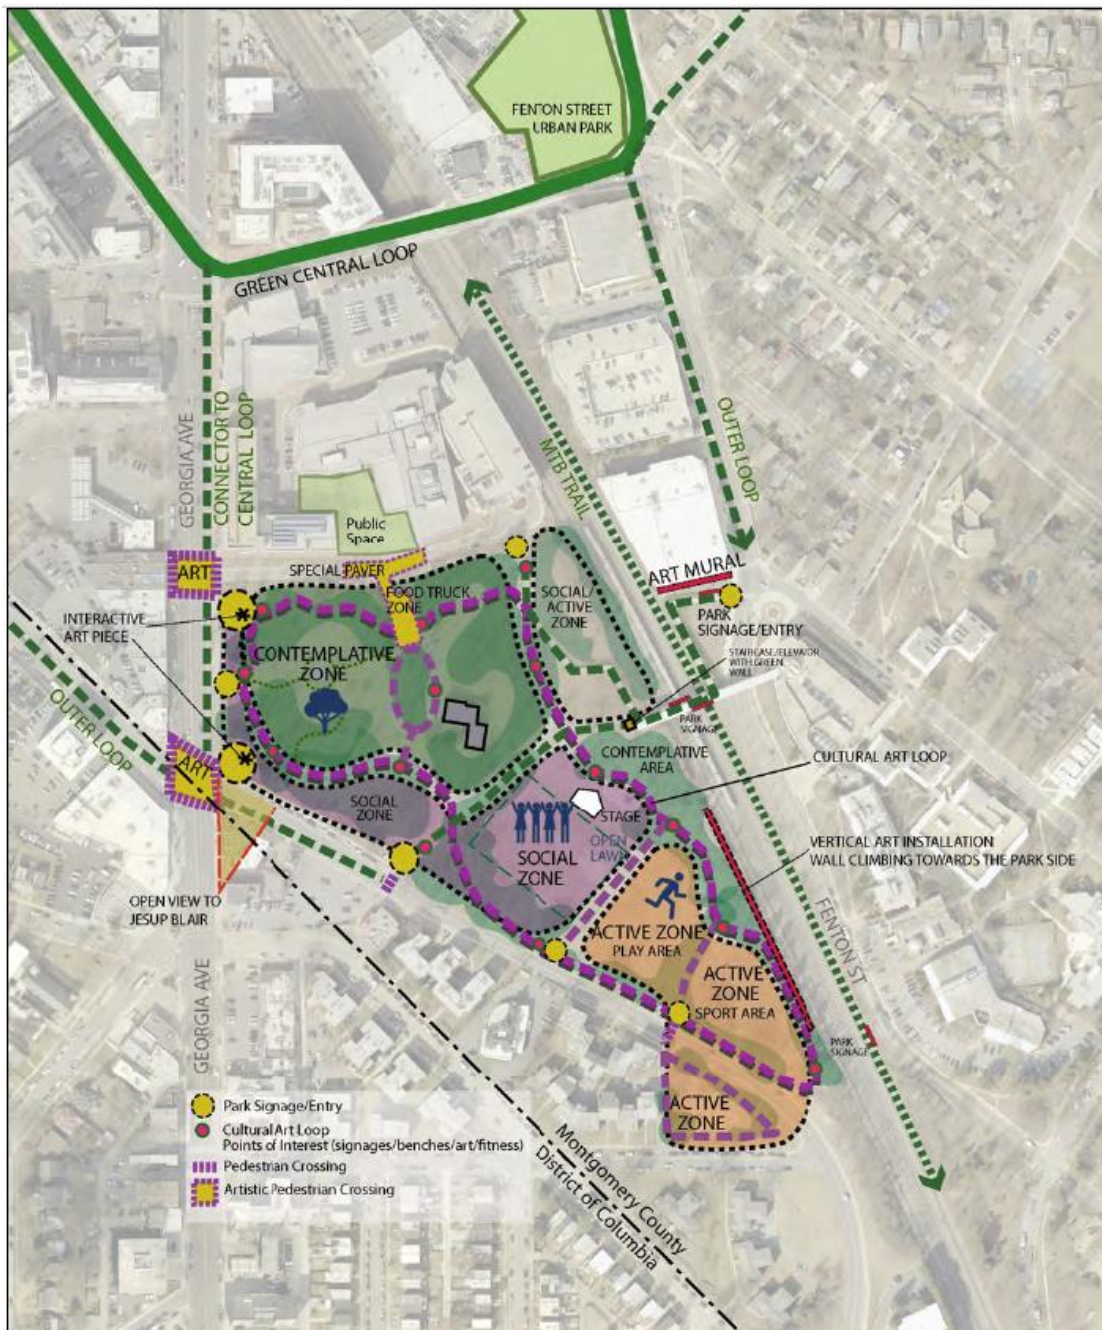 FENTON STREET
URBAN PARK
GREEN CENTRAL LOOP
GEORGIA AVE
CONNECTOR TO
CENTRAL LOOP
MTB TRAIL
OUTER LOOP
Public
Space
ART
SPECIAL PAVER
FOOD TRUCK
ZONE
SOCIAL/
ACTIVE
ZONE
ART MURAL
PARK
SIGNAGE/ENTRY
STAIRCASE/ELEVATOR
WITH GREEN
WALL
INTERACTIVE
ART PIECE
CONTEMPLATIVE
ZONE
OUTER LOOP
PARK
SIGNAGE
CONTEMPLATIVE
AREA
CULTURAL ART LOOP
ART
SOCIAL
ZONE
STAGE
OPEN
LAWN
SOCIAL
ZONE
VERTICAL ART INSTALLATION
WALL CLIMBING TOWARDS THE PARK SIDE
OPEN VIEW TO
JESUP BLAIR
ACTIVE ZONE
PLAY AREA
FENTON ST
ACTIVE
ZONE
SPORT AREA
GEORGIA AVE
PARK
SIGNAGE
ACTIVE
ZONE
Park Signage/Entry
Cultural Art Loop
Points of Interest (signages/benches/art/fitness)
Pedestrian Crossing
Artistic Pedestrian Crossing
Montgomery County
District of Columbia